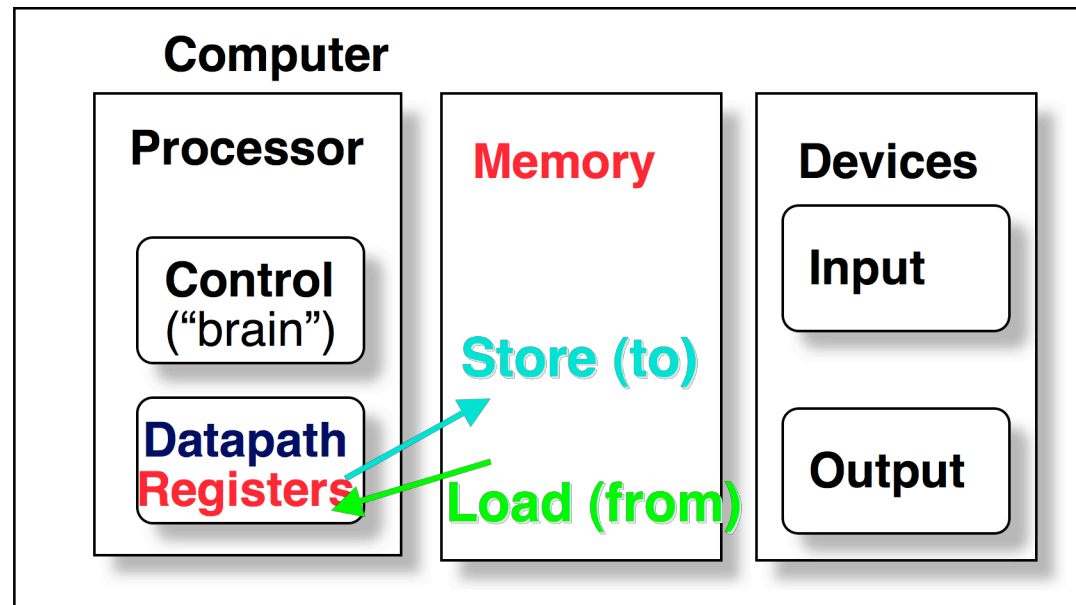 Computer
Processor
Control
(“brain”)
Datapath
Registers
Memory
Store (to)
Load (from)
Devices
Input
Output